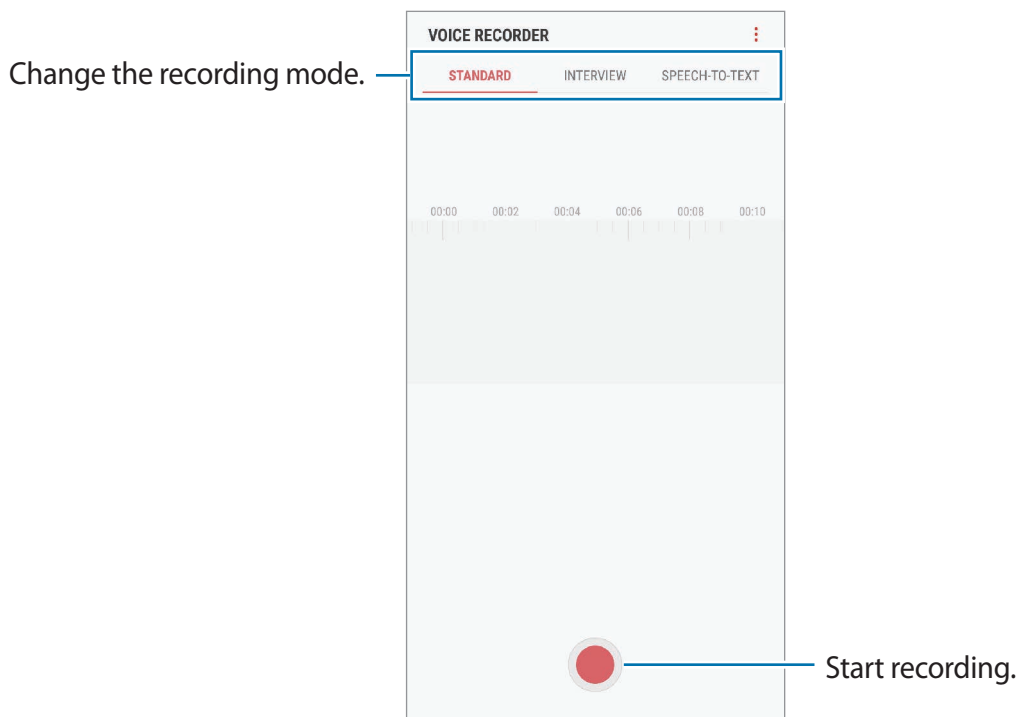 VOICE RECORDER
Change the recording mode.
STANDARD INTERVIEW SPEECH-TO-TEXT
00:00 00:02 00:04 00:06 00:08 00:10
Start recording.